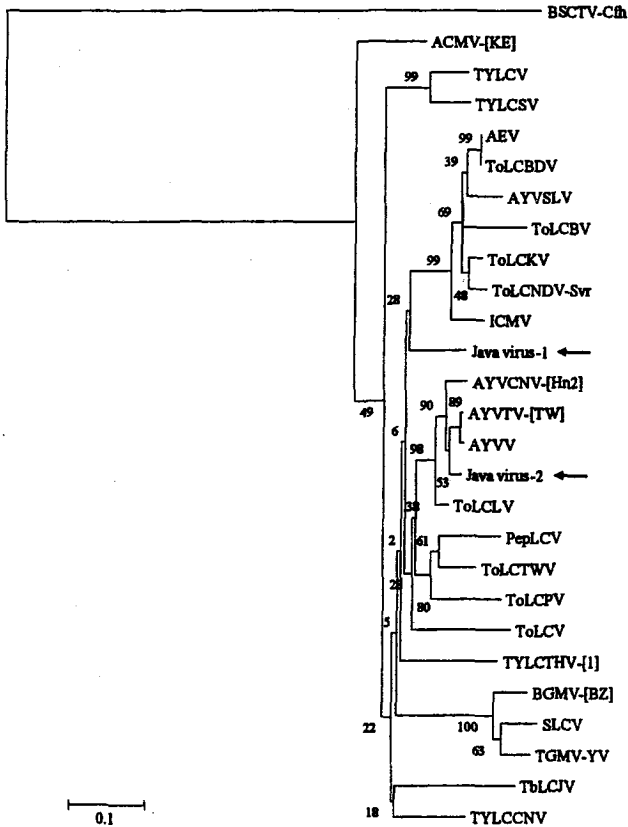 BSCTV-Cfh
ACMV-[KE]
99
TYLCV
TYLCSV
99
AEV
39
ToLCBDV
AYVSLV
69
ToLCBV
99
ToLCKV
48
ToLCNDV-Svr
28
ICMV
Java virus-1
AYVCNV-[Hn2]
90
89
49
AYVTV-[TW]
6
98
AYVV
53
Java virus-2
38
ToLCLV
2
61
PepLCV
28
ToLCTWV
80
ToLCPV
5
ToLCV
TYLCTHV-[1]
BGMV-[BZ]
22
100
SLCV
63
TGMV-YV
TbLCJV
0.1
18
TYLCCNV